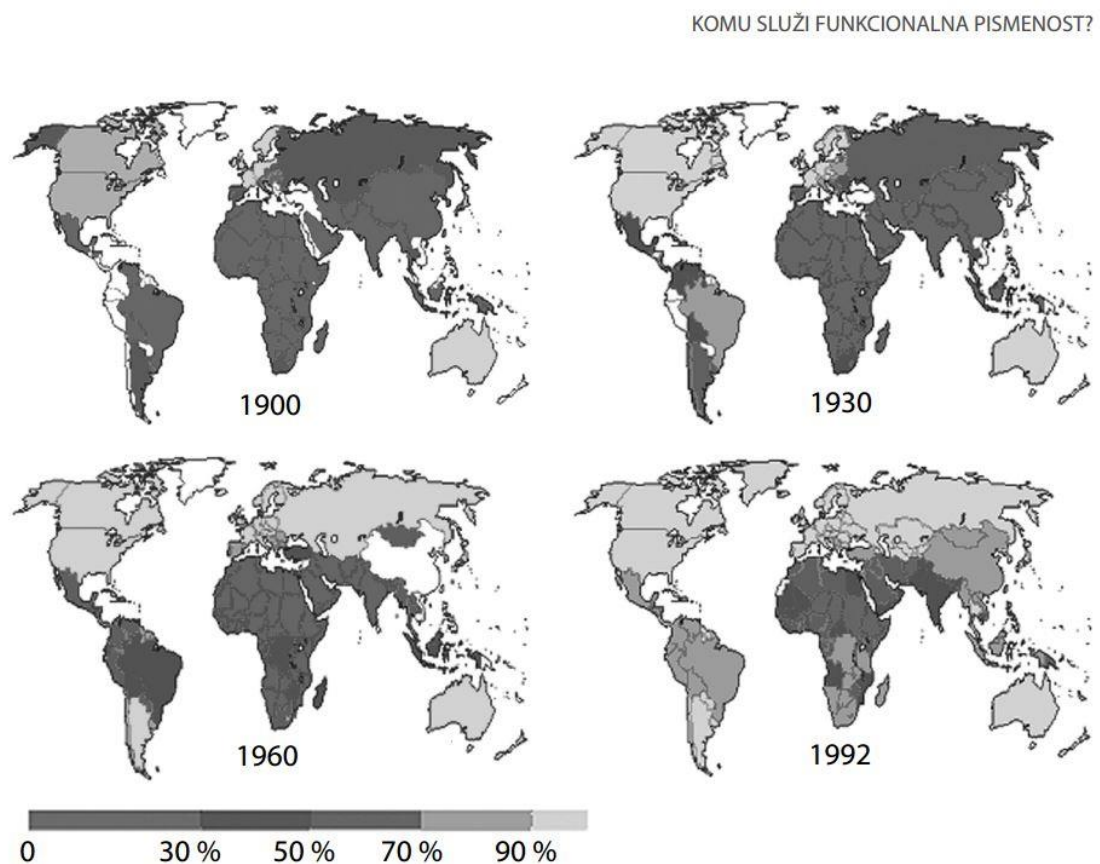 KOMU SLUŽI FUNKCIONALNA PISMENOST?
1900
1930
1960
1992
0 30 % 50 % 70 % 90 %